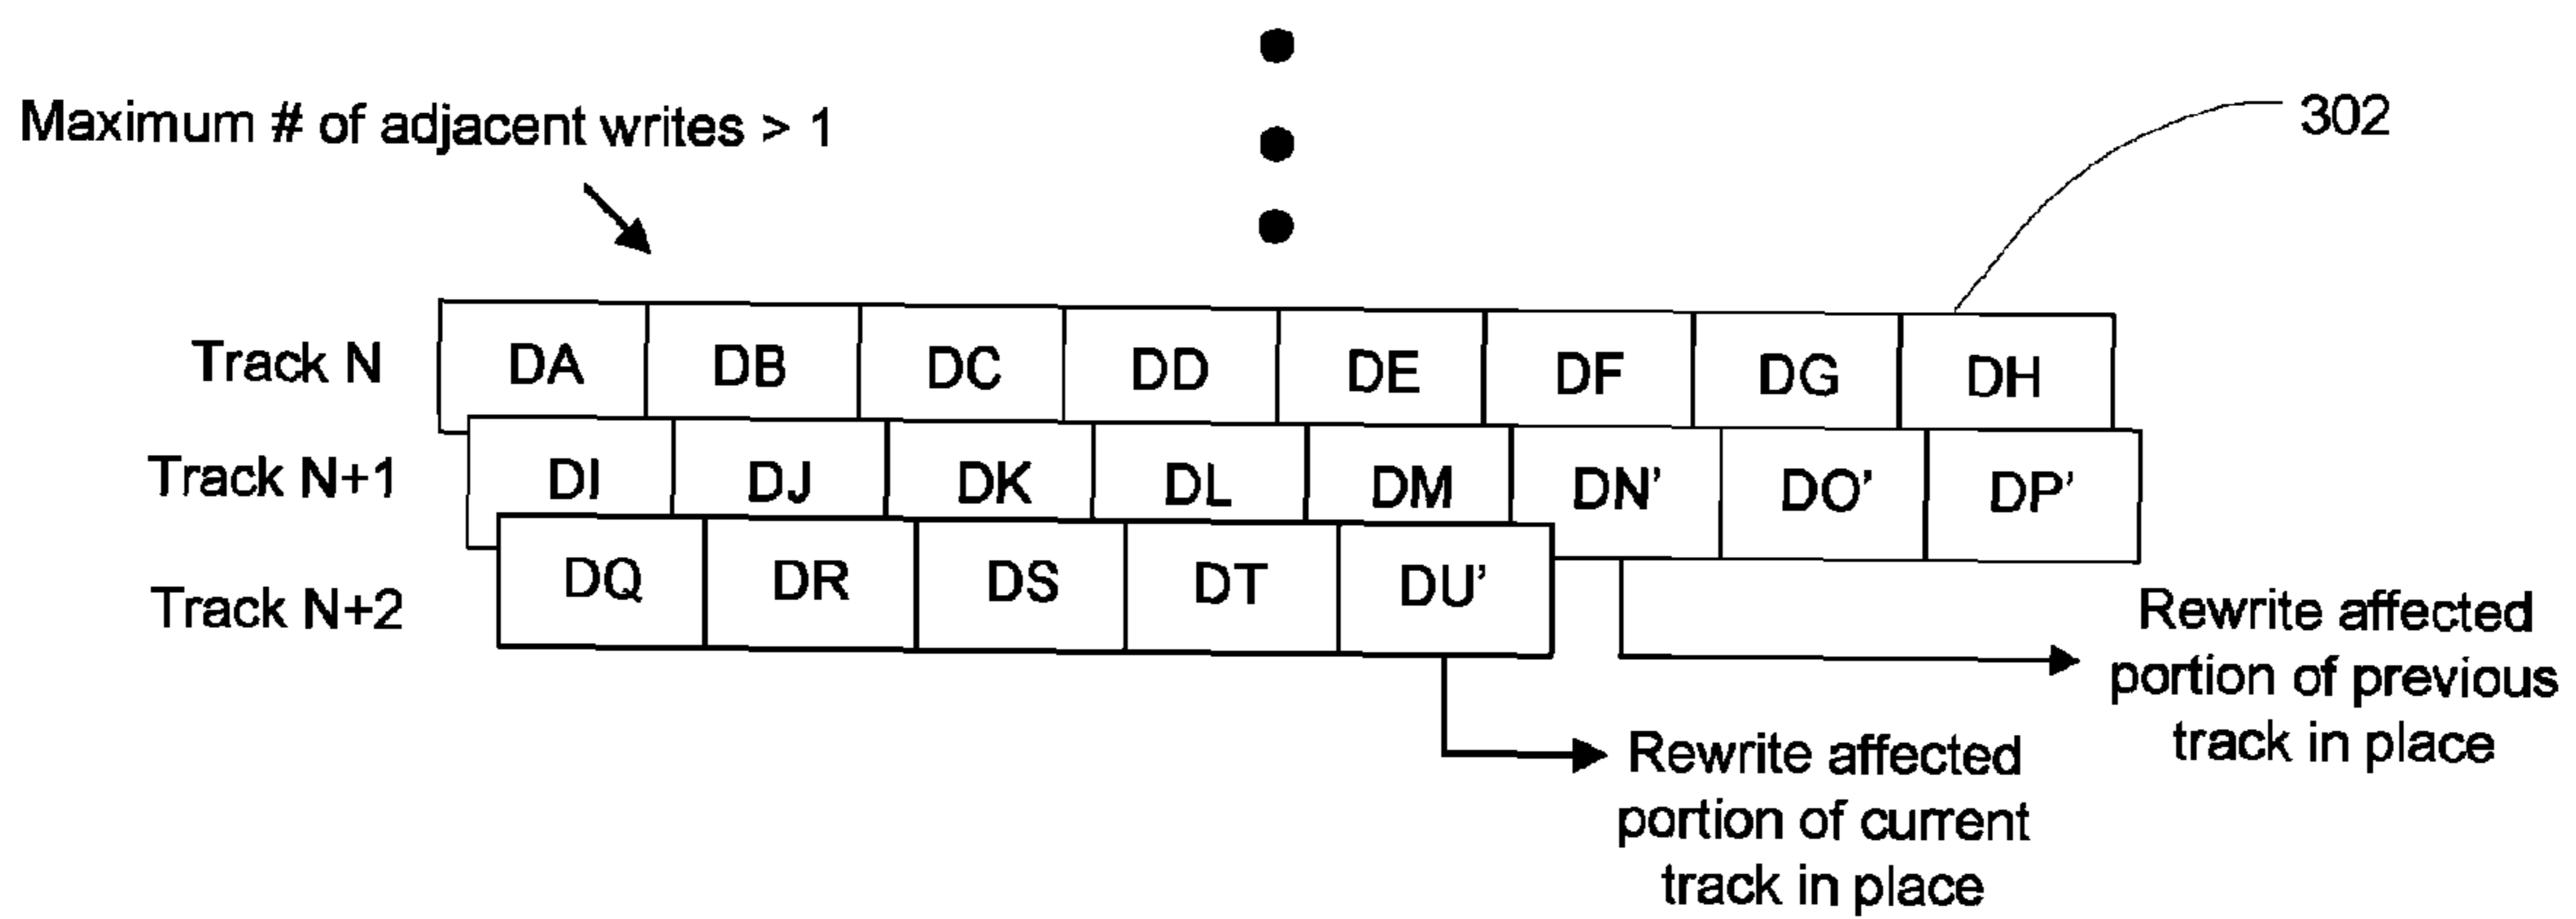 Maximum # of adjacent writes > 1
302
Track N DA DB DC DD DE DF DG DH
Track N+1 DI DJ DK DL DM DN’ DO’ DP’
Track N+2 DQ DR DS DT DU’
Rewrite affected
portion of previous
track in place
Rewrite affected
portion of current
track in place